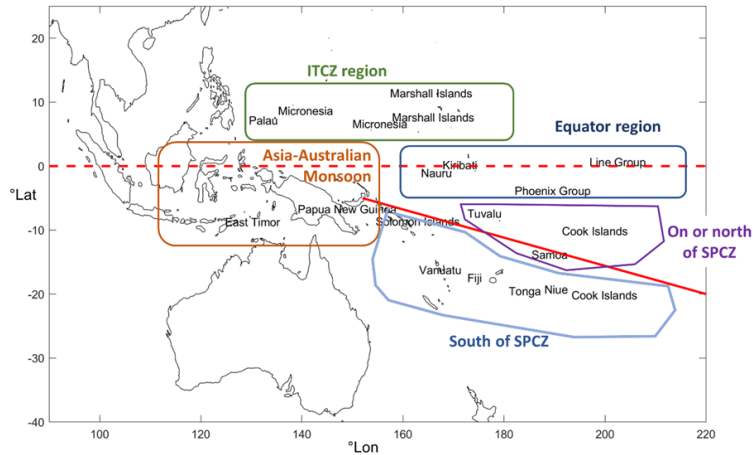 20
10
0
-10
-20
-30
-40
°Lat
100
120
140
160
180
200
220
°Lon
ITCZ region
Marshall Islands
Micronesia
Palau
Marshall Islands
Micronesia
Equator region
Asia-Australian
Monsoon
Kiribati
Line Group
Nauru
Phoenix Group
Papua New Guinea
Tuvalu
East Timor
Solomon Islands
Cook Islands
On or north
of SPCZ
Samoa
Vanuatu
Fiji
Tonga
Niue
Cook Islands
South of SPCZ